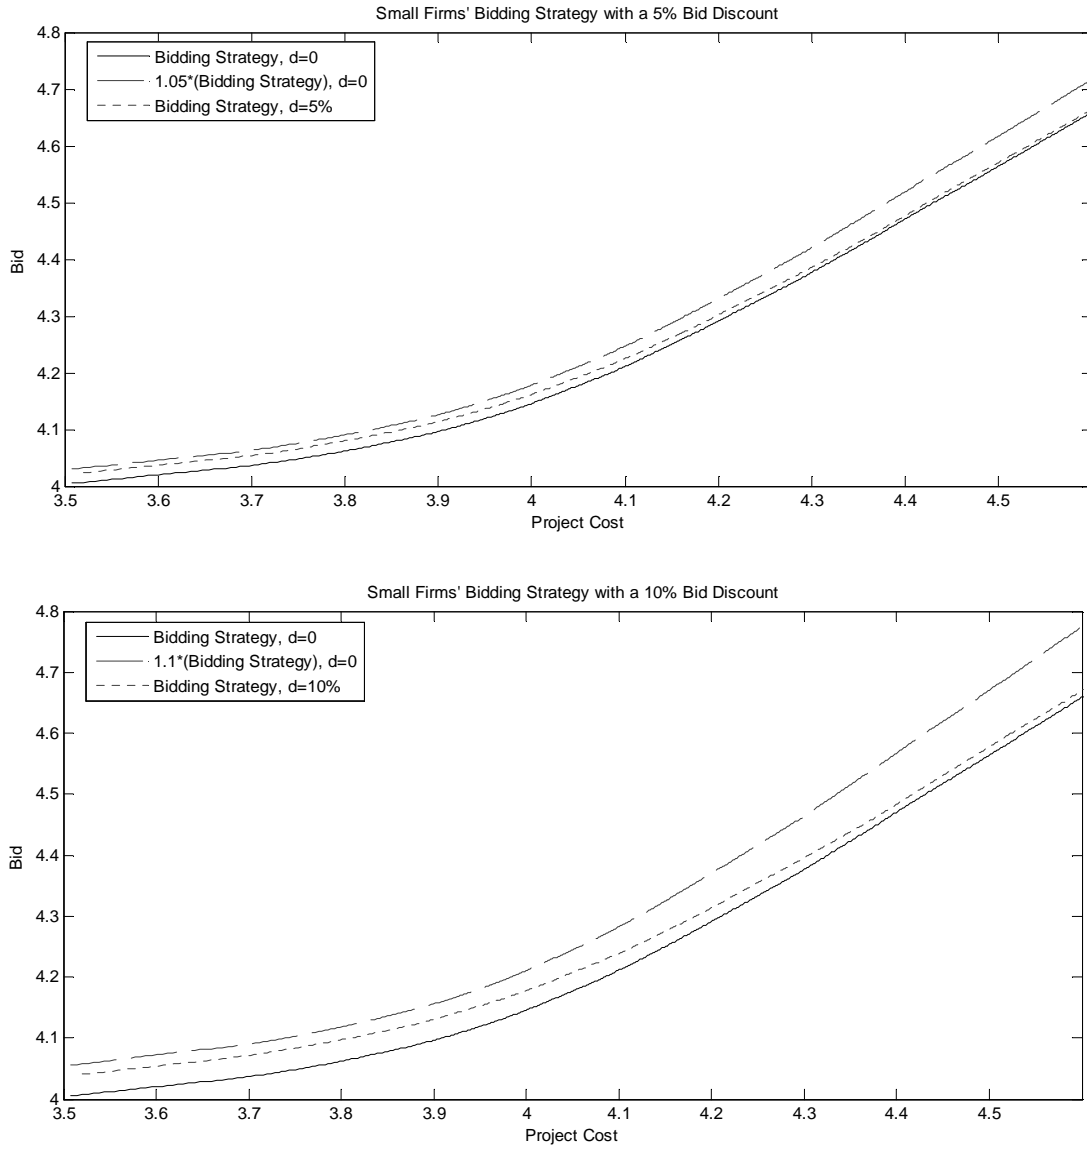 Small Firms' Bidding Strategy with a 5% Bid Discount
4.8
4.7
4.6
4.5
4.4
4.3
4.2
4.1
4
Bid
Bidding Strategy, d=0
1.05*(Bidding Strategy), d=0
Bidding Strategy, d=5%
3.5 3.6 3.7 3.8 3.9 4 4.1 4.2 4.3 4.4 4.5
Project Cost
Small Firms' Bidding Strategy with a 10% Bid Discount
4.8
4.7
4.6
4.5
4.4
4.3
4.2
4.1
4
Bid
Bidding Strategy, d=0
1.1*(Bidding Strategy), d=0
Bidding Strategy, d=10%
3.5 3.6 3.7 3.8 3.9 4 4.1 4.2 4.3 4.4 4.5
Project Cost